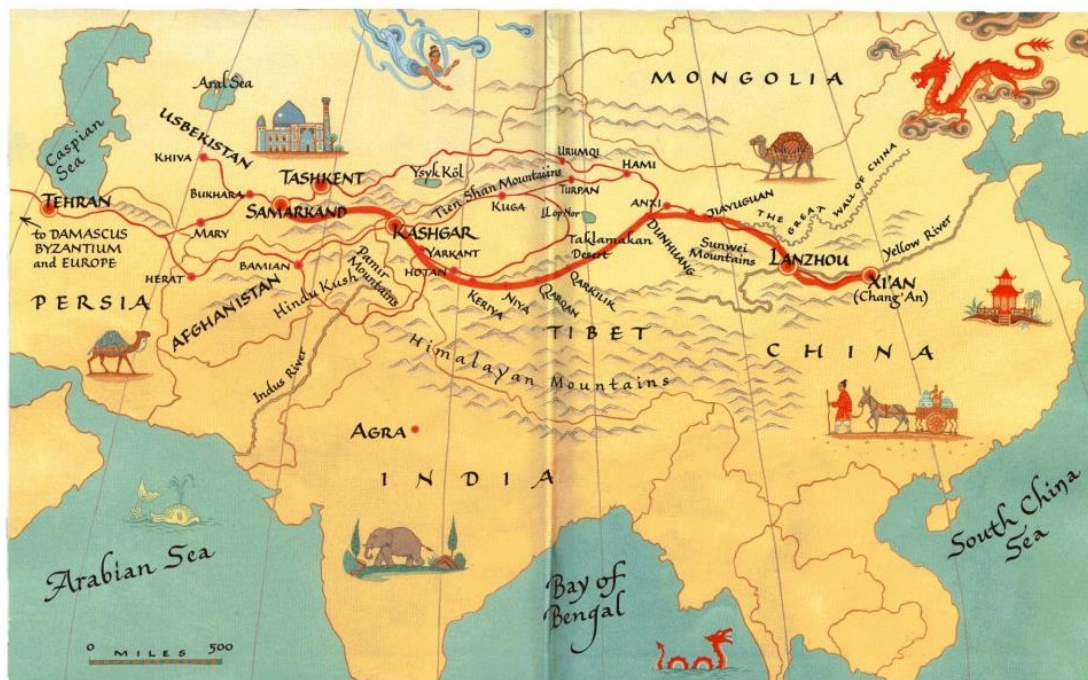 MONGOLIA
Aral Sea
Caspian
Sea
USBEKISTAN
KHIVA
BUKHARA
TASHKENT
SAMARKAND
Ysyk Köl
Tien Shan Mountains
URUMQI
HAMI
TURPAN
KUGA
Lop Nor
ANXI
JIAYUGUAN
THE GREAT WALL OF CHINA
TEHRAN
to DAMASCUS
BYZANTIUM
and EUROPE
MARY
KASHGAR
YARKANT
HOTAN
Taklamakan
Desert
DUNHUANG
Sunwei
Mountains
LANZHOU
Yellow River
XI'AN
(Chang'An)
HERAT
BAMIAN
Pamir
Mountains
Hindu Kush
AFGHANISTAN
PERSIA
KERIYA
NIYA
QARQAN
QARKILIK
TIBET
CHINA
Himalayan Mountains
Indus River
AGRA
INDIA
Arabian Sea
Bay of
Bengal
South China
Sea
0 MILES 500